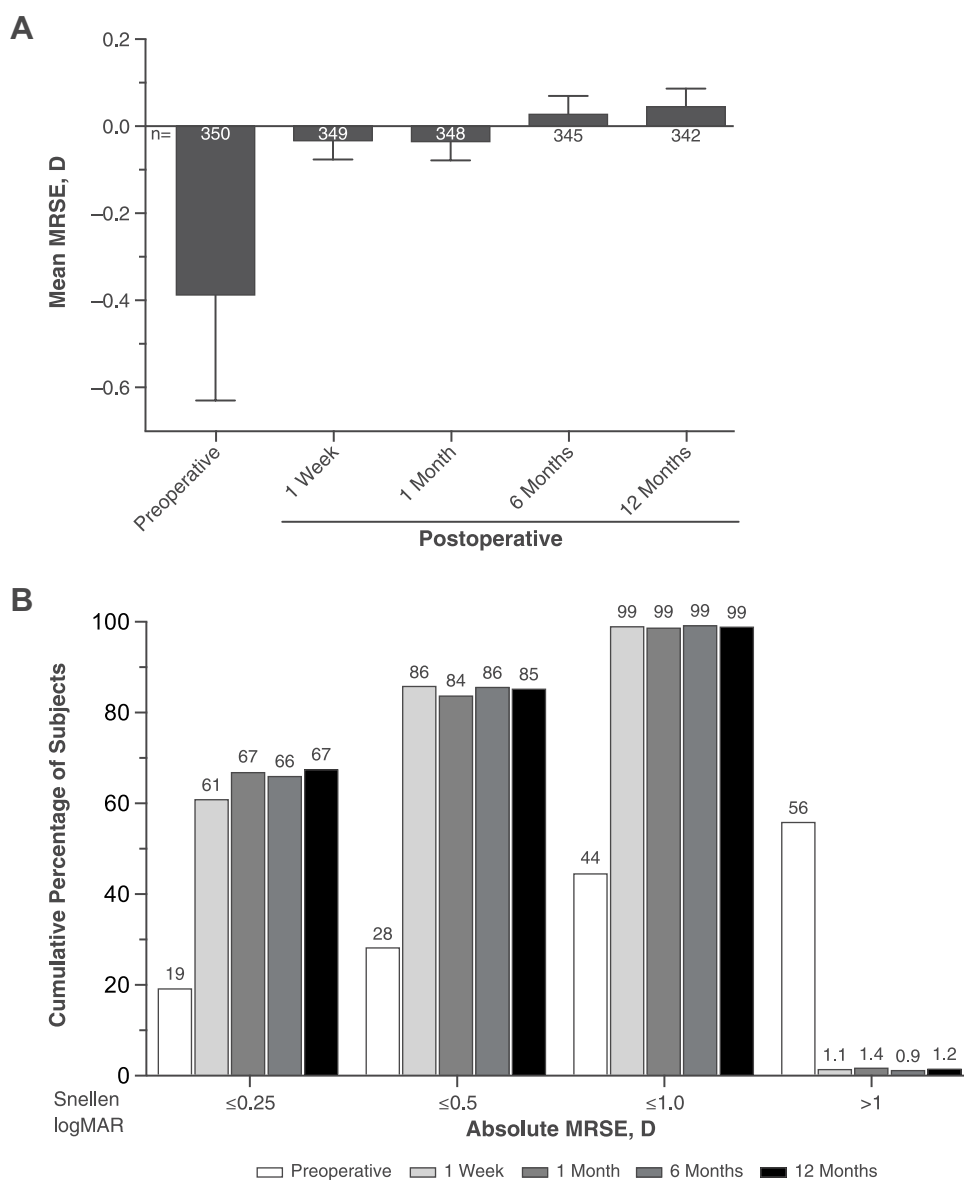 A
0.2
0.0
–0.2
–0.4
–0.6
Mean MRSE, D
n= 350 349 348 345 342
Preoperative
1 Week
1 Month
6 Months
12 Months
Postoperative
B
100
80
60
40
20
0
Cumulative Percentage of Subjects
19 61 67 66 67
28 86 84 86 85
44 99 99 99 99
56 1.1 1.4 0.9 1.2
Snellen
logMAR
≤0.25 ≤0.5 ≤1.0 >1
Absolute MRSE, D
Preoperative 1 Week 1 Month 6 Months 12 Months